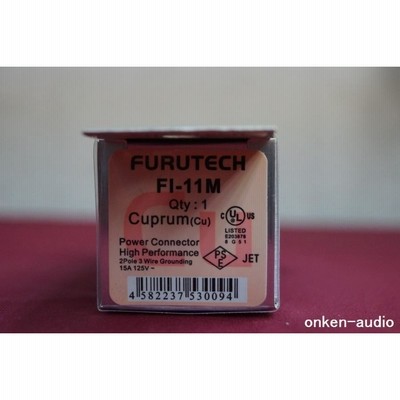 FURUTECH
FI-11M
Qty : 1
Cuprum(Cu)
C UL US
LISTED
Power Connector
High Performance
2Pole 3 Wire Grounding
15A 125V ~
PS E JET
4 582237 530094
onken-audio